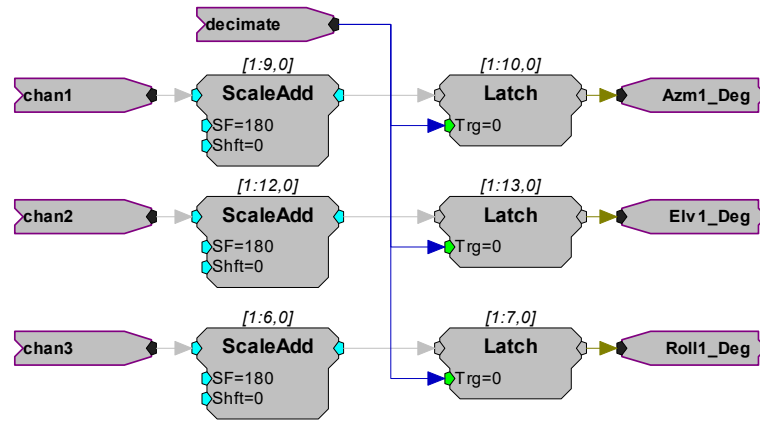 decimate
[1:9,0]
[1:10,0]
chan1
ScaleAdd
Latch
Azm1_Deg
SF=180
Trg=0
Shft=0
[1:12,0]
[1:13,0]
chan2
ScaleAdd
Latch
Elv1_Deg
SF=180
Trg=0
Shft=0
[1:6,0]
[1:7,0]
chan3
ScaleAdd
Latch
Roll1_Deg
SF=180
Trg=0
Shft=0